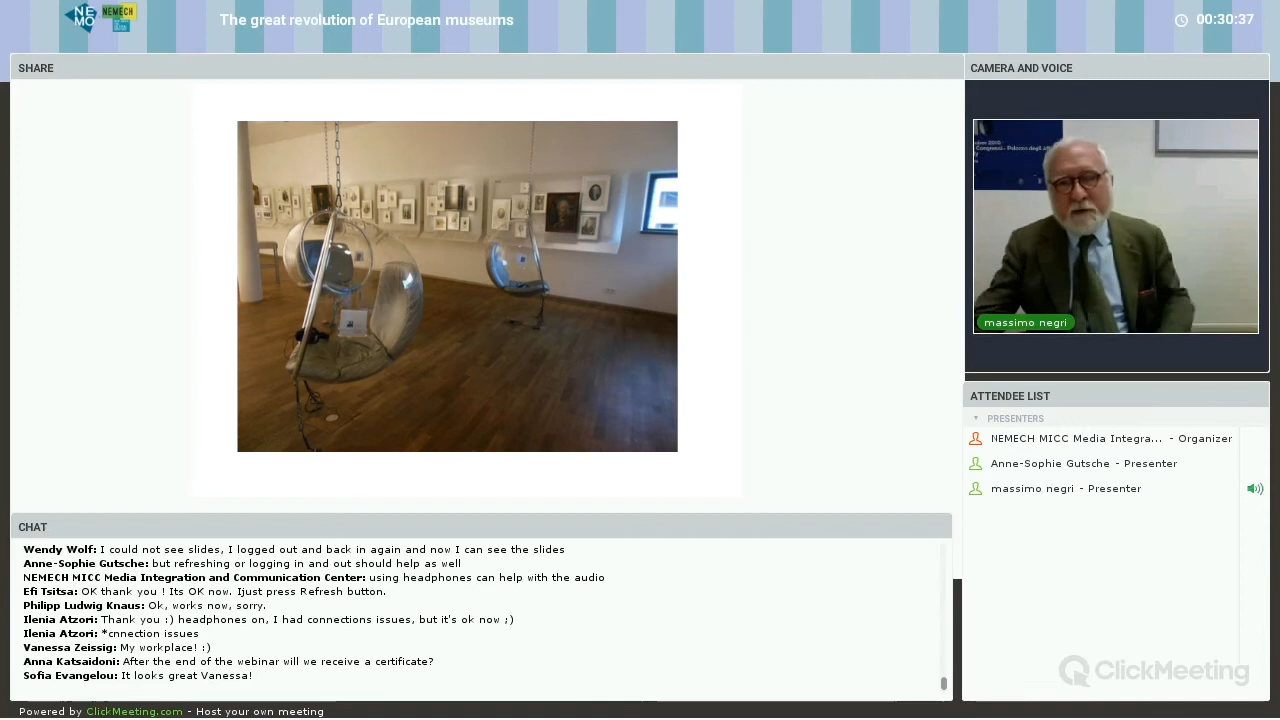 NE
MO
NEMECH
The great revolution of European museums
00:30:37
SHARE
CAMERA AND VOICE
massimo negri
ATTENDEE LIST
PRESENTERS
NEMECH MICC Media Integra... - Organizer
Anne-Sophie Gutsche - Presenter
massimo negri - Presenter
CHAT
Wendy Wolf: I could not see slides, I logged out and back in again and now I can see the slides
Anne-Sophie Gutsche: but refreshing or logging in and out should help as well
NEMECH MICC Media Integration and Communication Center: using headphones can help with the audio
Efi Tsitsa: OK thank you ! Its OK now. Ijust press Refresh button.
Philipp Ludwig Knaus: Ok, works now, sorry.
Ilenia Atzori: Thank you :) headphones on, I had connections issues, but it's ok now ;)
Ilenia Atzori: *cnnection issues
Vanessa Zeissig: My workplace! :)
Anna Katsaidoni: After the end of the webinar will we receive a certificate?
Sofia Evangelou: It looks great Vanessa!
ClickMeeting
Powered by ClickMeeting.com - Host your own meeting